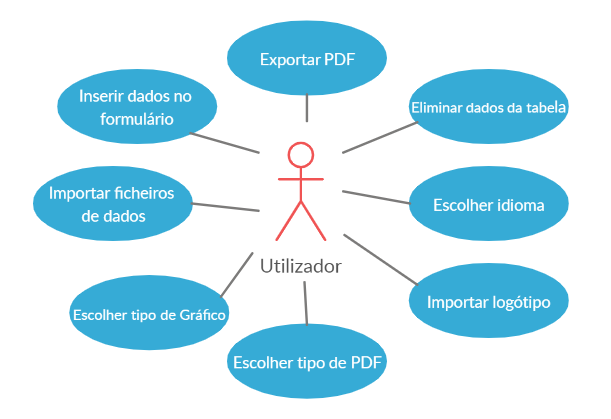 Exportar PDF
Inserir dados no
formulário
Eliminar dados da tabela
Importar ficheiros
de dados
Escolher idioma
Utilizador
Escolher tipo de Gráfico
Importar logótipo
Escolher tipo de PDF